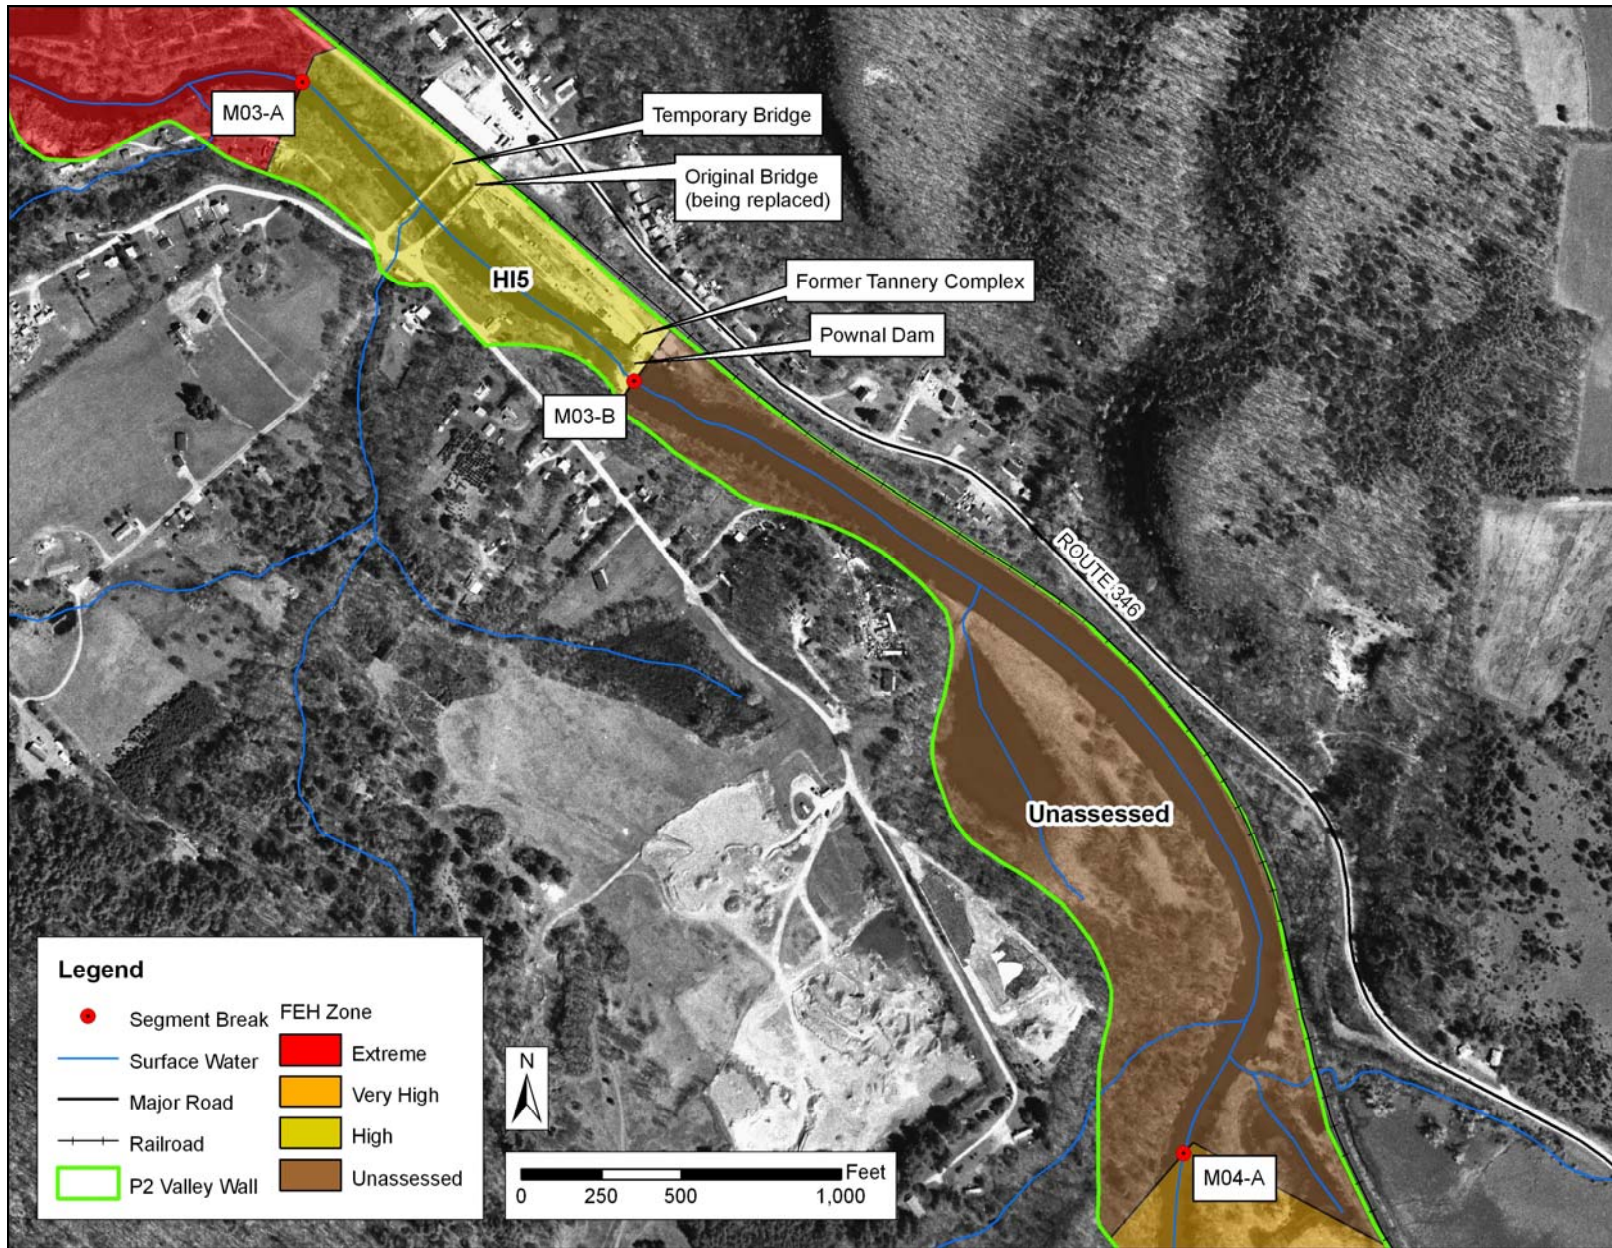 M03-A
Temporary Bridge
Original Bridge
(being replaced)
HI5
Former Tannery Complex
Pownal Dam
M03-B
ROUTE 346
Unassessed
M04-A
Legend
Segment Break
Surface Water
Major Road
Railroad
P2 Valley Wall
FEH Zone
Extreme
Very High
High
Unassessed
N
Feet
0 250 500 1,000